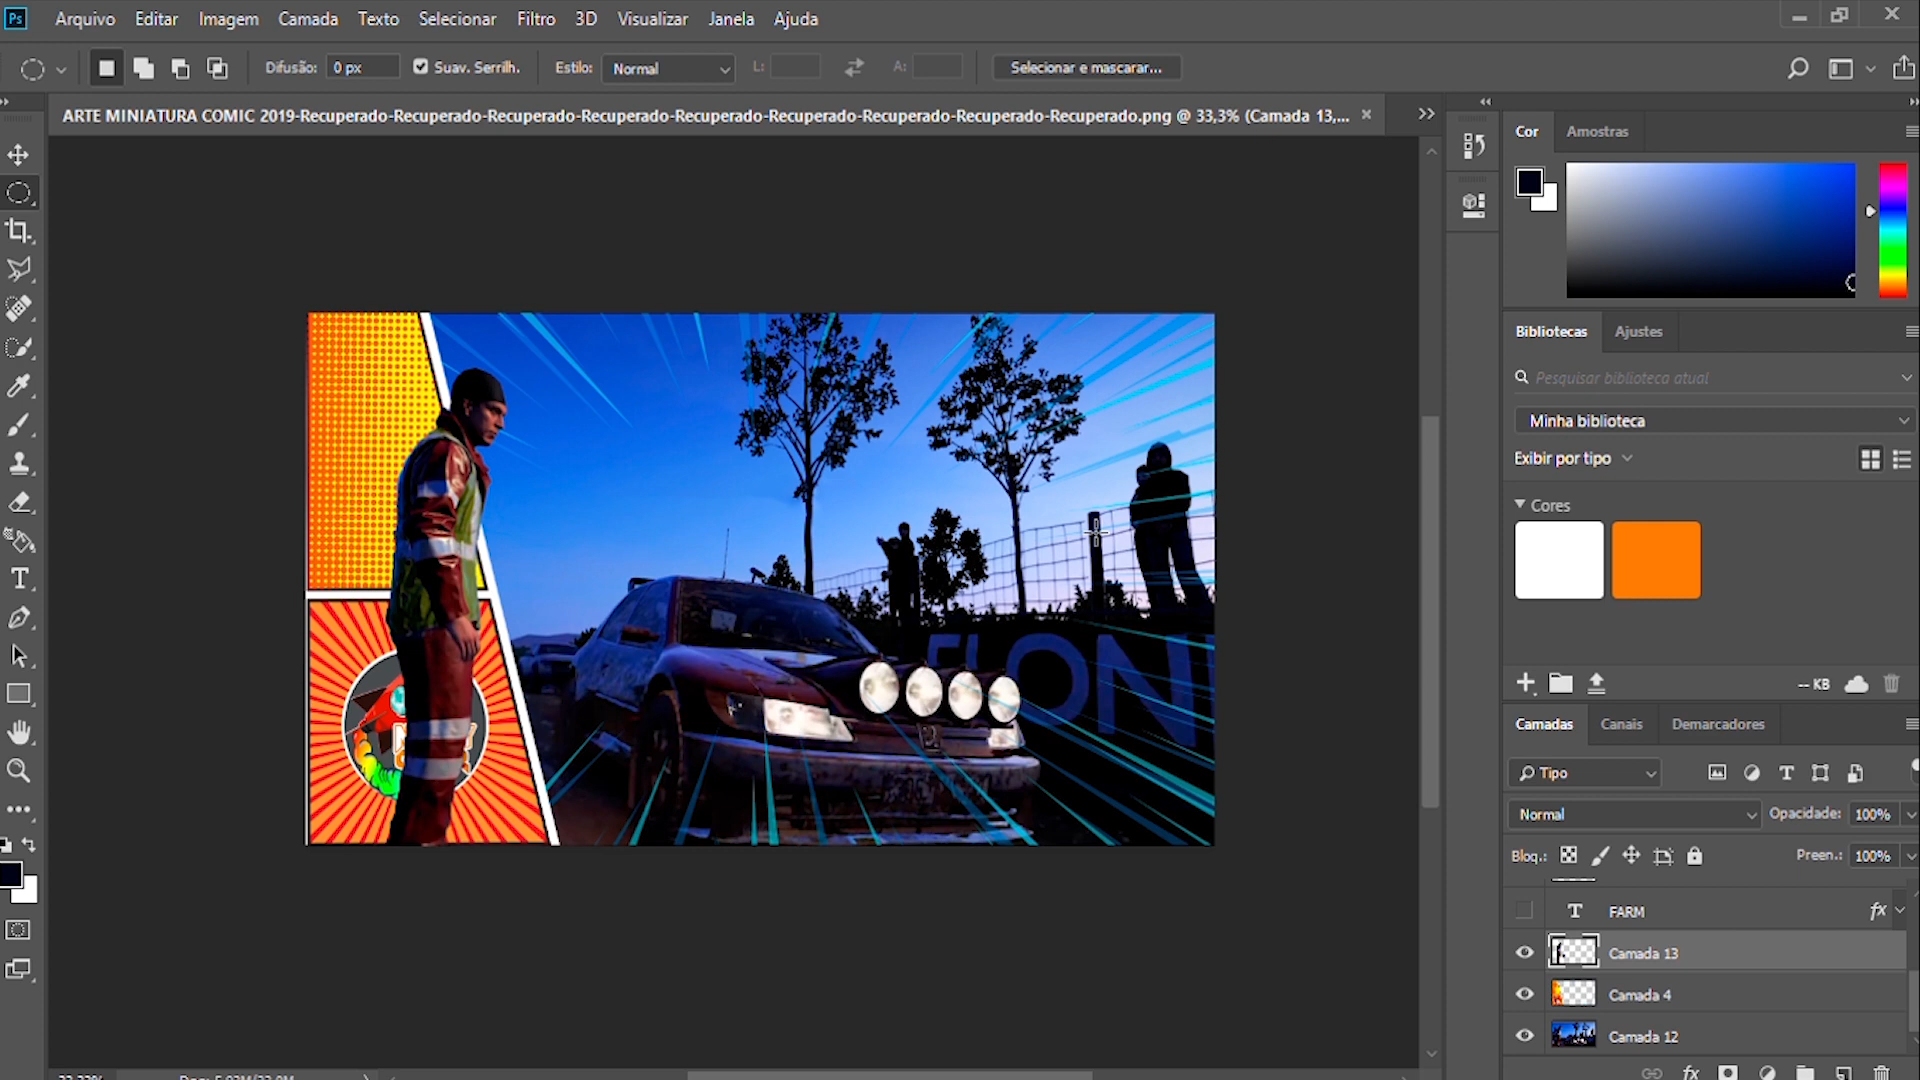 Ps Arquivo Editar Imagem Camada Texto Selecionar Filtro 3D Visualizar Janela Ajuda
Difusão: 0 px Suav. Serrilh. Estilo: Normal L: A: Selecionar e mascarar...
ARTE MINIATURA COMIC 2019-Recuperado-Recuperado-Recuperado-Recuperado-Recuperado-Recuperado-Recuperado-Recuperado-Recuperado.png @ 33,3% (Camada 13,...
Cor Amostras
Bibliotecas Ajustes
Pesquisar biblioteca atual
Minha biblioteca
Exibir por tipo
Cores
-- KB
Camadas Canais Demarcadores
Tipo
Normal Opacidade: 100%
Bloq.: Preen.: 100%
FARM fx
Camada 13
Camada 4
Camada 12
fx